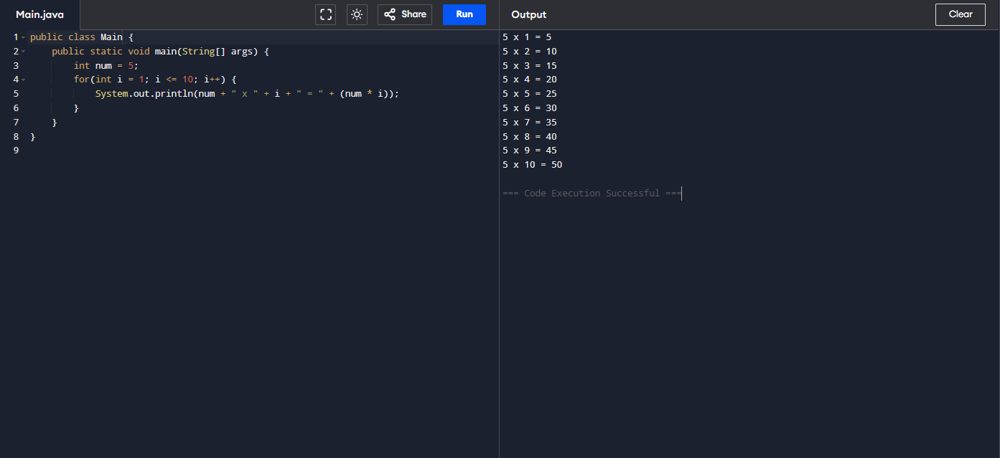 Main.java
Share
Run
Output
Clear
1 public class Main {
2     public static void main(String[] args) {
3         int num = 5;
4         for(int i = 1; i <= 10; i++) {
5             System.out.println(num + " x " + i + " = " + (num * i));
6         }
7     }
8 }
9
5 x 1 = 5
5 x 2 = 10
5 x 3 = 15
5 x 4 = 20
5 x 5 = 25
5 x 6 = 30
5 x 7 = 35
5 x 8 = 40
5 x 9 = 45
5 x 10 = 50
=== Code Execution Successful ===